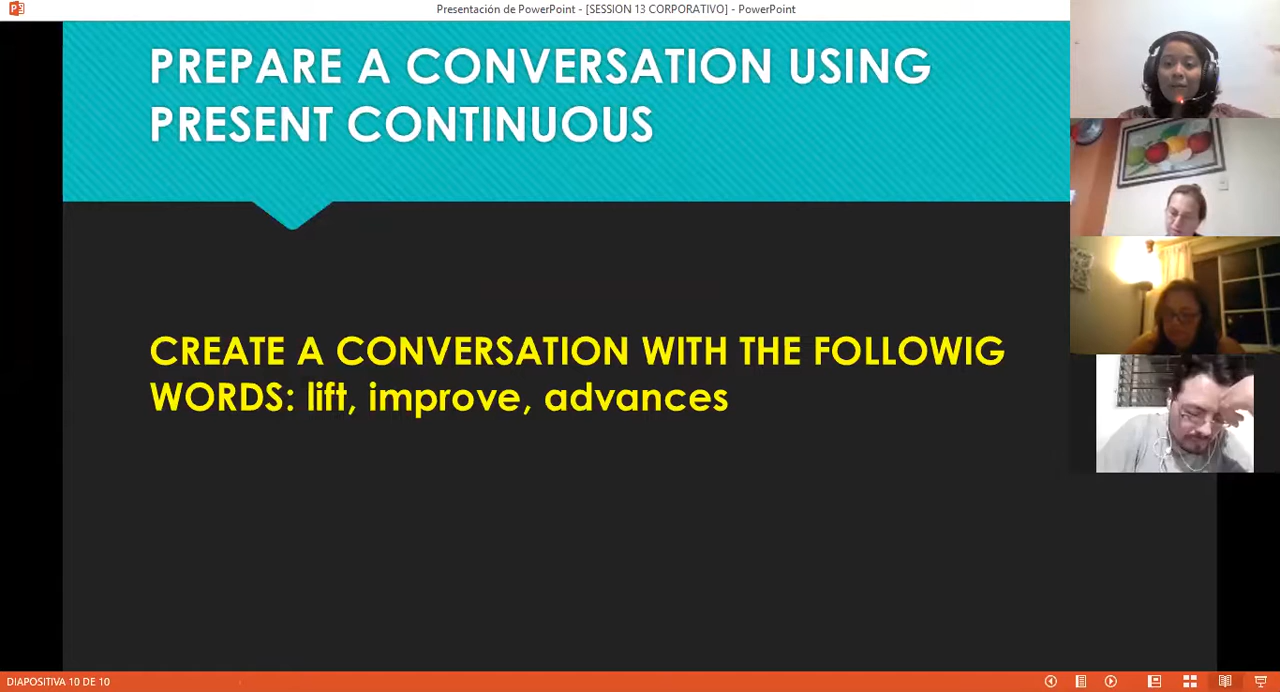 Presentación de PowerPoint - [SESSION 13 CORPORATIVO] - PowerPoint
PREPARE A CONVERSATION USING
PRESENT CONTINUOUS
CREATE A CONVERSATION WITH THE FOLLOWIG
WORDS: lift, improve, advances
DIAPOSITIVA 10 DE 10